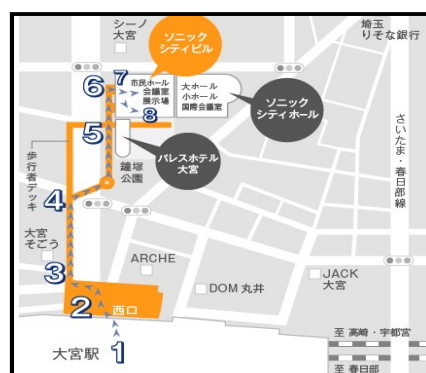 シーノ
大宮
ソニック
シティビル
埼玉
りそな銀行
6
7
市民ホール
会議室
展示場
8
大ホール
小ホール
国際会議室
ソニック
シティホール
5
鐘塚
公園
パレスホテル
大宮
さいたま・春日部線
歩行者デッキ
4
大宮
そごう
3
ARCHE
DOM 丸井
JACK
大宮
2
西口
1
大宮駅
至 高崎・宇都宮
至 春日部